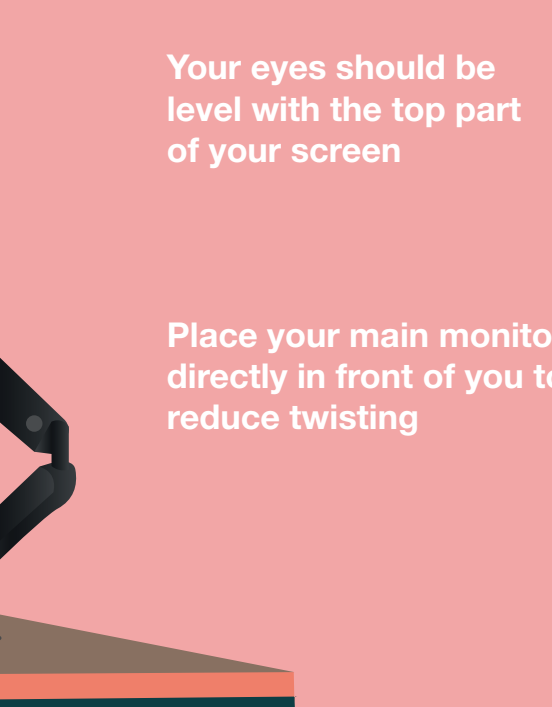 Your eyes should be
level with the top part
of your screen
Place your main monito
directly in front of you to
reduce twisting